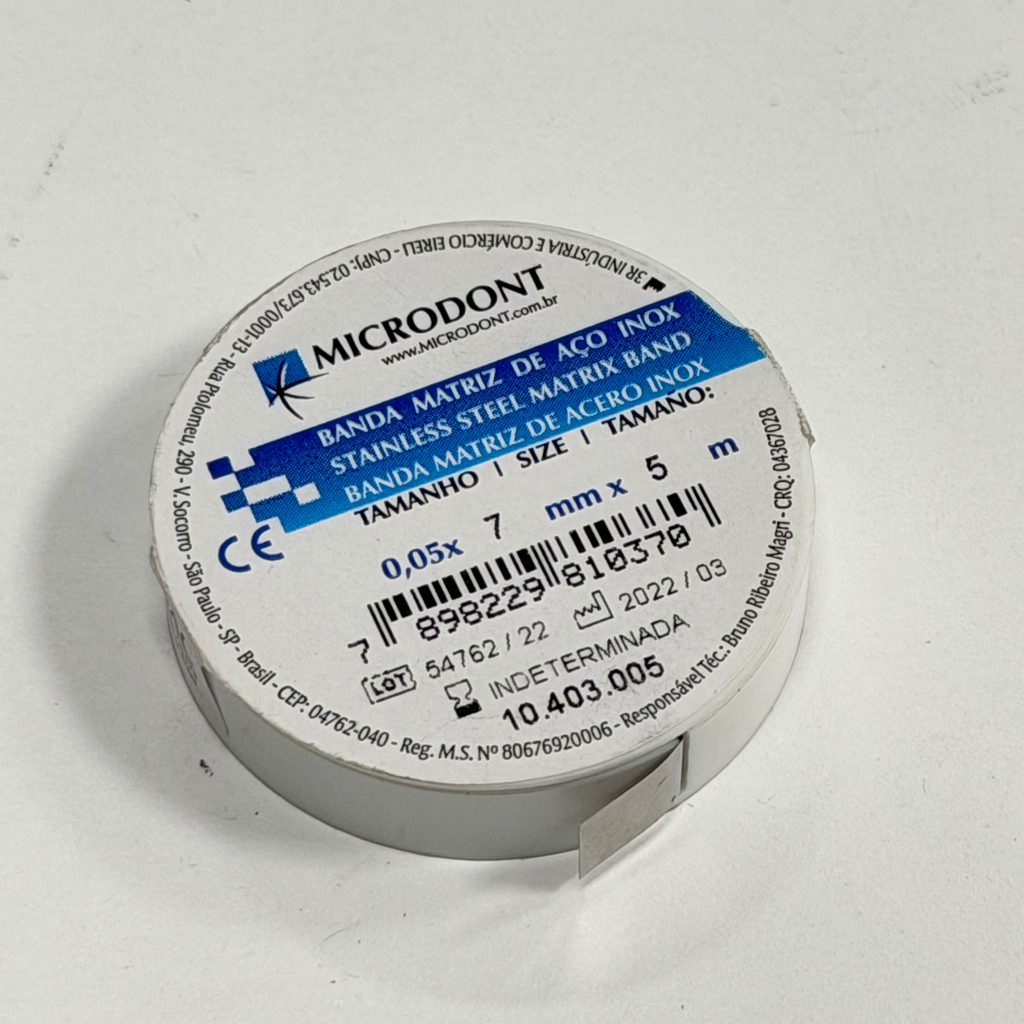 MICRODONT
www.MICRODONT.com.br
BANDA MATRIZ DE AÇO INOX
STAINLESS STEEL MATRIX BAND
BANDA MATRIZ DE ACERO INOX
TAMANHO | SIZE | TAMAÑO:
0,05x 7 mm x 5 m
CE
7 898229 810370
LOT 54762 / 22 2022 / 03
INDETERMINADA
10.403.005
3R INDÚSTRIA E COMÉRCIO EIRELI - CNPJ: 02.543.673/0001-13 - Rua Ptolomeu, 290 - V. Socorro - São Paulo - SP - Brasil - CEP: 04762-040 - Reg. M.S. Nº 80676920006 - Responsável Téc.: Bruno Ribeiro Magri - CRQ: 04367028